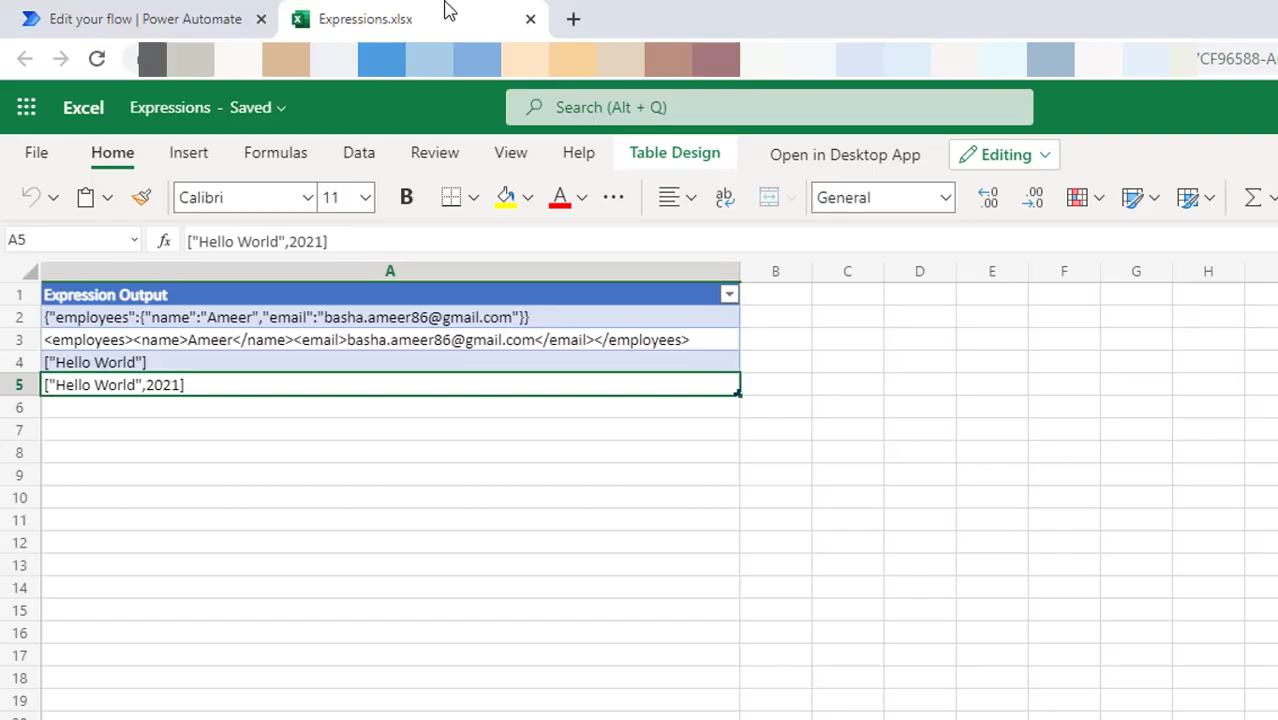 Edit your flow | Power Automate
Expressions.xlsx
7CF96588-A
Excel
Expressions - Saved
Search (Alt + Q)
File Home Insert Formulas Data Review View Help Table Design Open in Desktop App Editing
Calibri 11 B A ab General .00 .00
A5 fx ["Hello World",2021]
A B C D E F G H
1 Expression Output
2 {"employees":{"name":"Ameer","email":"basha.ameer86@gmail.com"}}
3 <employees><name>Ameer</name><email>basha.ameer86@gmail.com</email></employees>
4 ["Hello World"]
5 ["Hello World",2021]
6
7
8
9
10
11
12
13
14
15
16
17
18
19